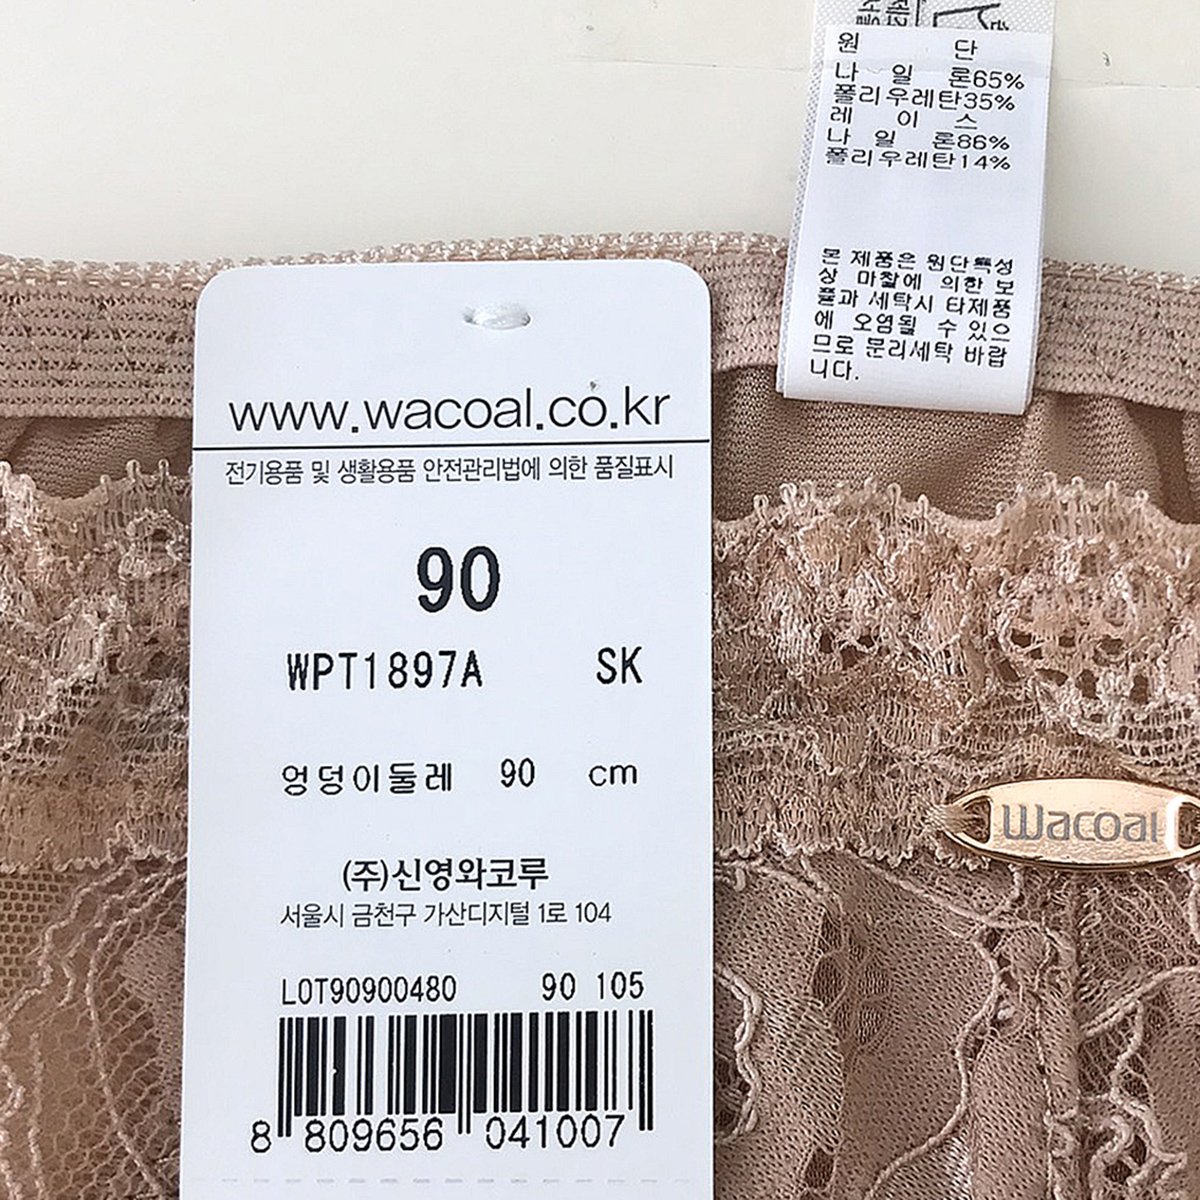 원 단
나 일 론65%
폴리우레탄35%
레 이 스
나 일 론86%
폴리우레탄14%
본 제품은 원단특성
상 마찰에 의한 보
풀과 세탁시 타제품
에 오염될 수 있으
므로 분리세탁 바랍
니다.
www.wacoal.co.kr
전기용품 및 생활용품 안전관리법에 의한 품질표시
90
WPT1897A SK
엉덩이둘레 90 cm
(주)신영와코루
서울시 금천구 가산디지털 1로 104
LOT90900480 90 105
8 809656 041007
Wacoal